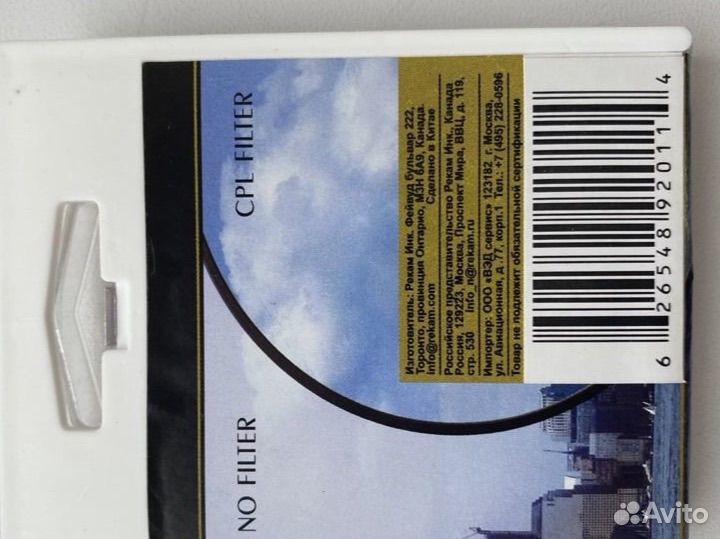 CPL FILTER
NO FILTER
Изготовитель: Рекам Инк. Фейвуд бульвар 222,
Торонто, провинция Онтарио, M3H 6A9, Канада.
info@rekam.com Сделано в Китае
Российское представительство Рекам Инк., Канада
Россия, 129223, Москва, Проспект Мира, ВВЦ, д. 119,
стр. 530 Info_n@rekam.ru
Импортер: ООО «ВЭД Сервис» 123182, г. Москва,
ул. Авиационная, д .77, корп.1 Тел.: +7 (495) 228-0596
Товар не подлежит обязательной сертификации
6 26548 92011 4
Avito